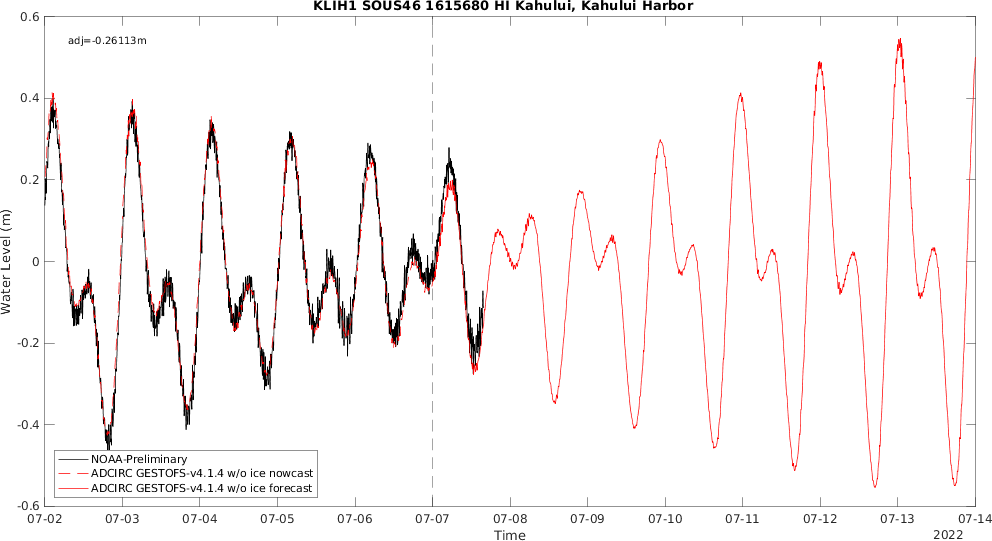 KLIH1 SOUS46 1615680 HI Kahului, Kahului Harbor
adj=-0.26113m
0.6
0.4
0.2
0
-0.2
-0.4
-0.6
Water Level (m)
NOAA-Preliminary
ADCIRC GESTOFS-v4.1.4 w/o ice nowcast
ADCIRC GESTOFS-v4.1.4 w/o ice forecast
07-02 07-03 07-04 07-05 07-06 07-07 07-08 07-09 07-10 07-11 07-12 07-13 07-14
Time
2022